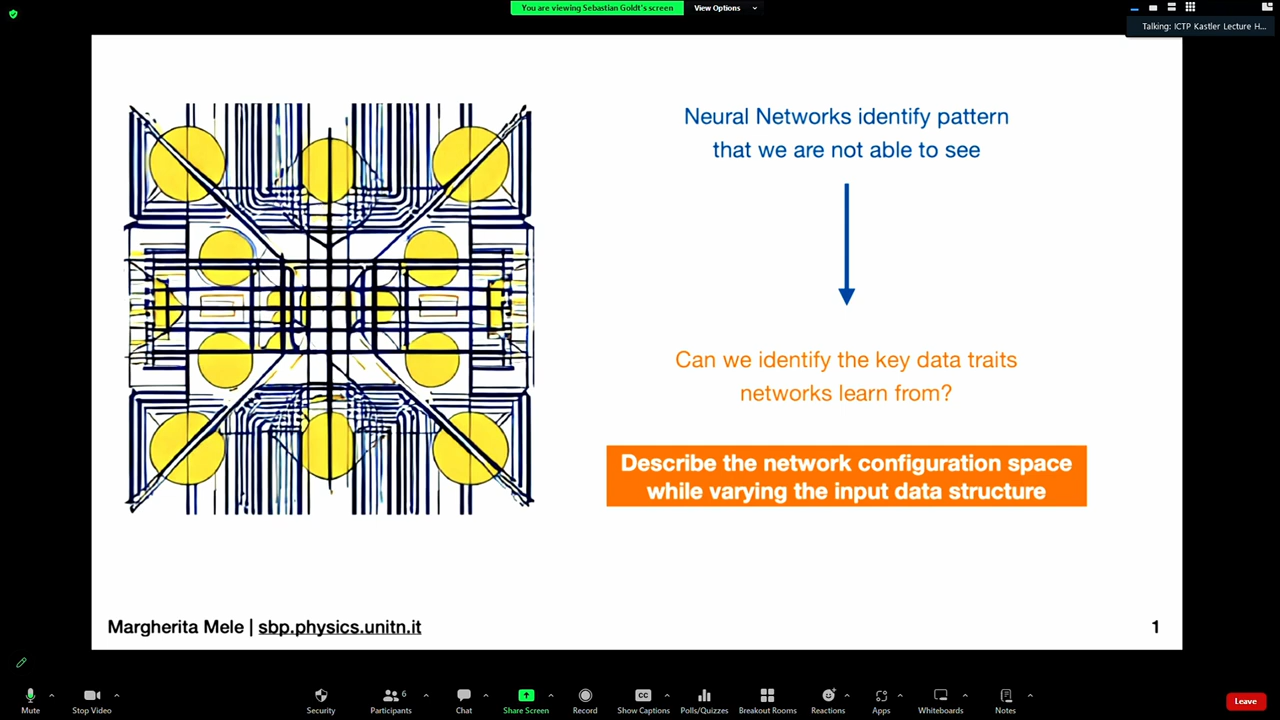 You are viewing Sebastian Goldt's screen
View Options
Talking: ICTP Kastler Lecture H...
Neural Networks identify pattern
that we are not able to see
Can we identify the key data traits
networks learn from?
Describe the network configuration space
while varying the input data structure
Margherita Mele | sbp.physics.unitn.it
1
Mute
Stop Video
Security
Participants
6
Chat
Share Screen
Record
Show Captions
Polls/Quizzes
Breakout Rooms
Reactions
Apps
Whiteboards
Notes
Leave